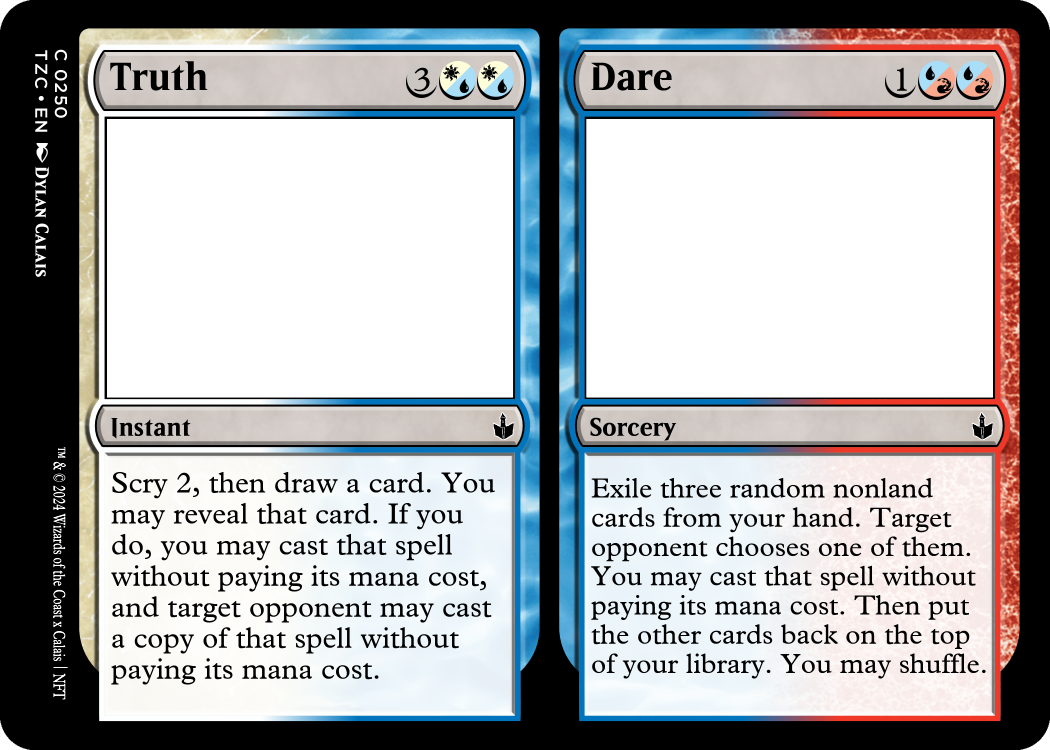 Truth 3
Instant
Scry 2, then draw a card. You
may reveal that card. If you
do, you may cast that spell
without paying its mana cost,
and target opponent may cast
a copy of that spell without
paying its mana cost.
Dare 1
Sorcery
Exile three random nonland
cards from your hand. Target
opponent chooses one of them.
You may cast that spell without
paying its mana cost. Then put
the other cards back on the top
of your library. You may shuffle.
C 0250
TZC • EN DYLAN CALAIS
™ & © 2024 Wizards of the Coast x Calais | NFT